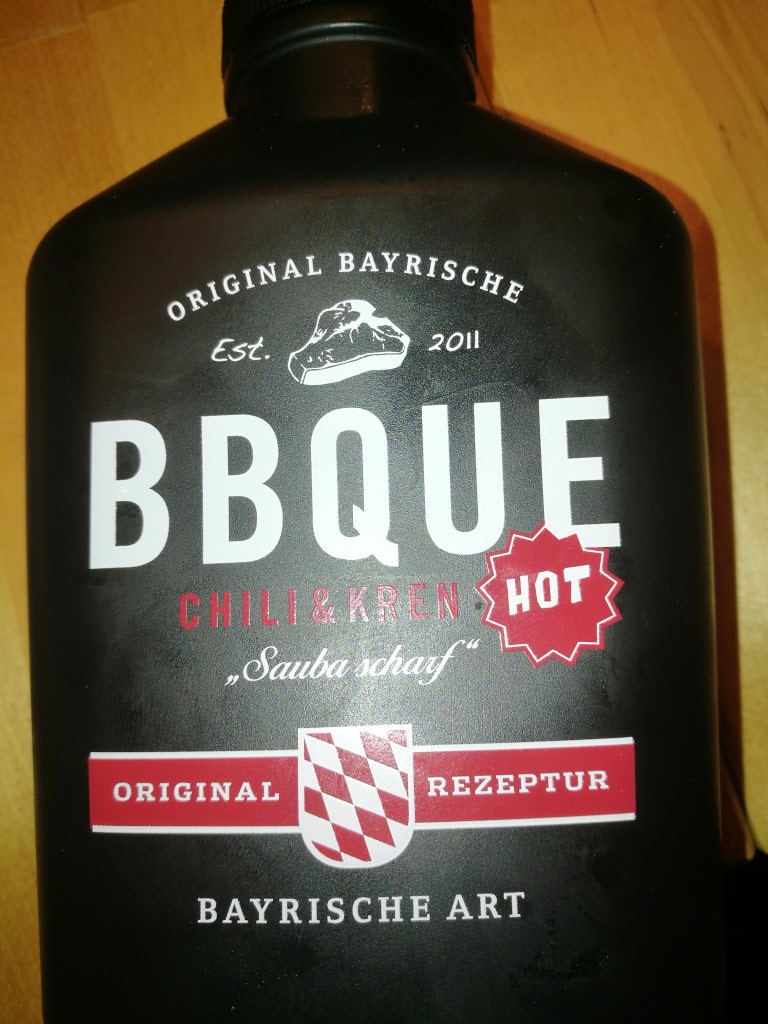 ORIGINAL BAYRISCHE
Est. 2011
BBQUE
CHILI & KREN
HOT
„Sauba scharf“
ORIGINAL REZEPTUR
BAYRISCHE ART